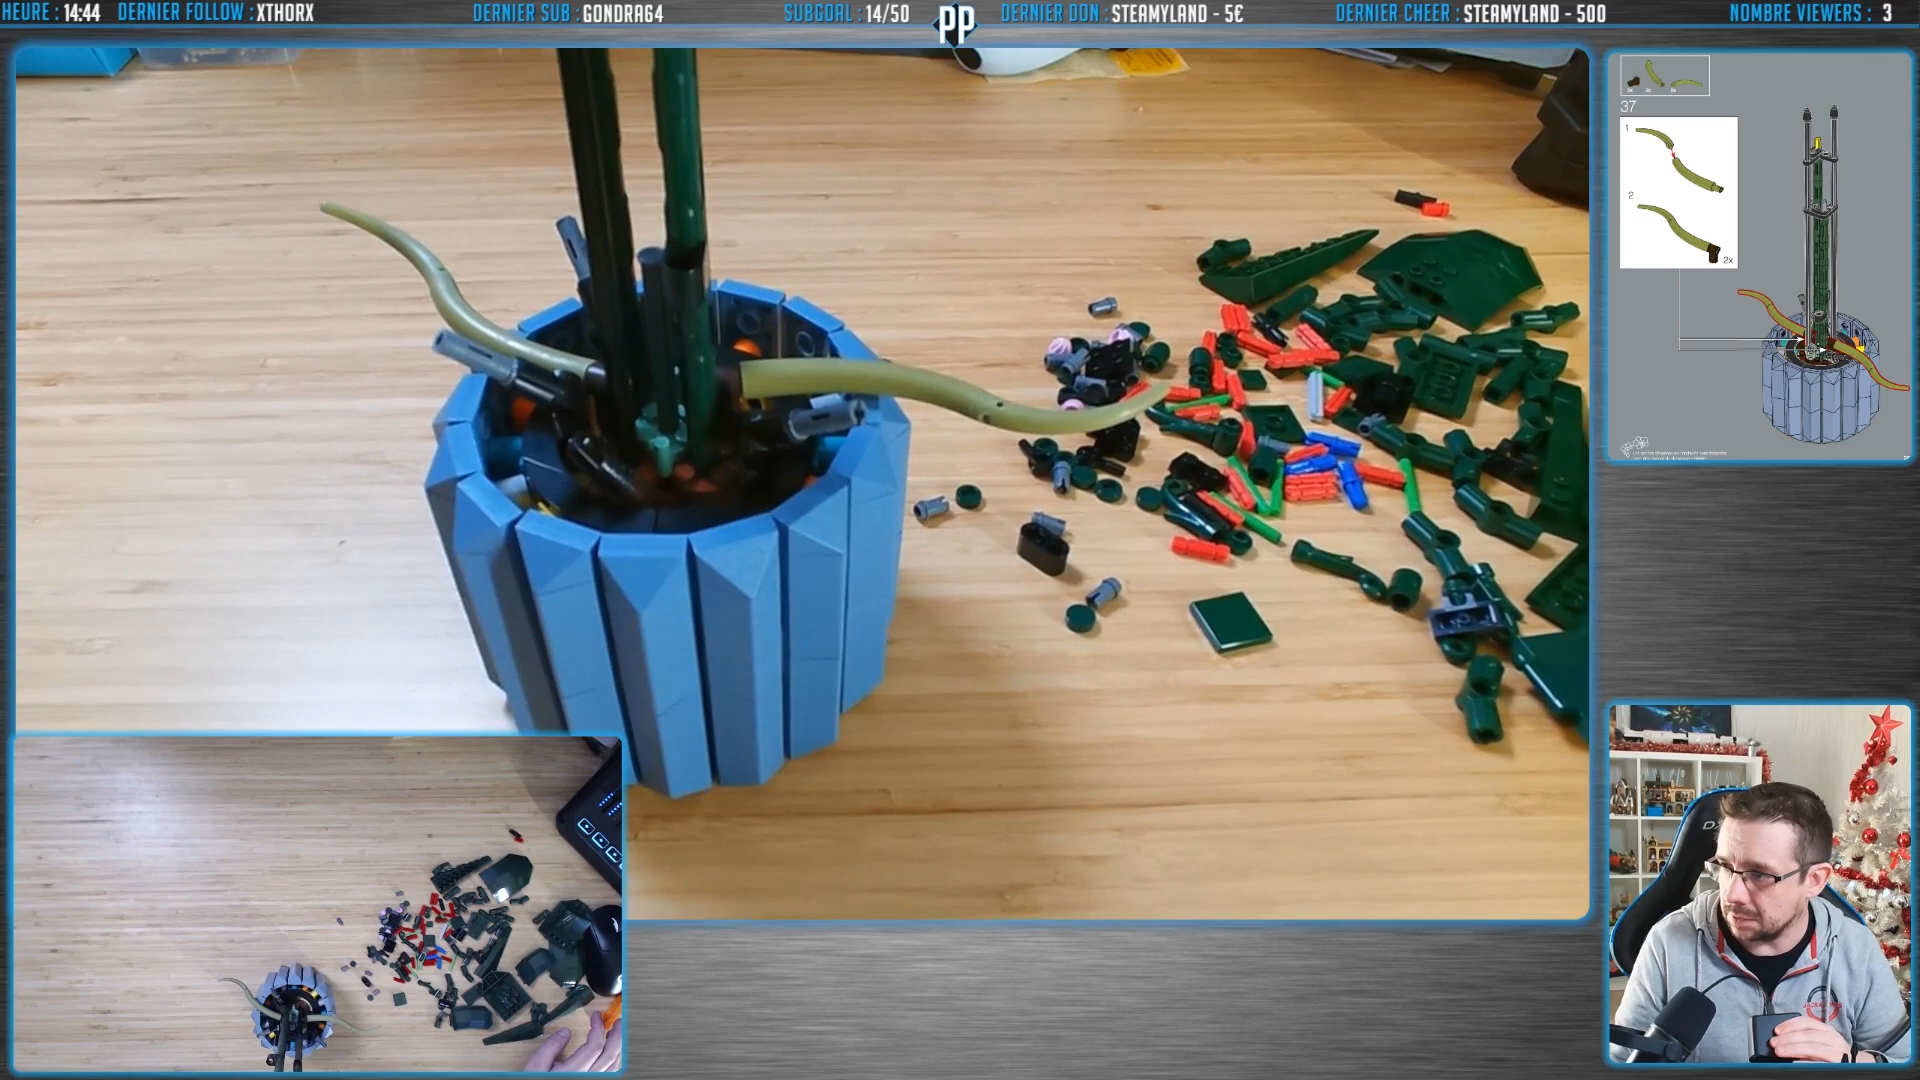 HEURE : 14:44 DERNIER FOLLOW : XTHORX DERNIER SUB : GONDRA64 SUBGOAL : 14/50 PP DERNIER DON : STEAMYLAND - 5€ DERNIER CHEER : STEAMYLAND - 500 NOMBRE VIEWERS : 3
37
1
2
2x